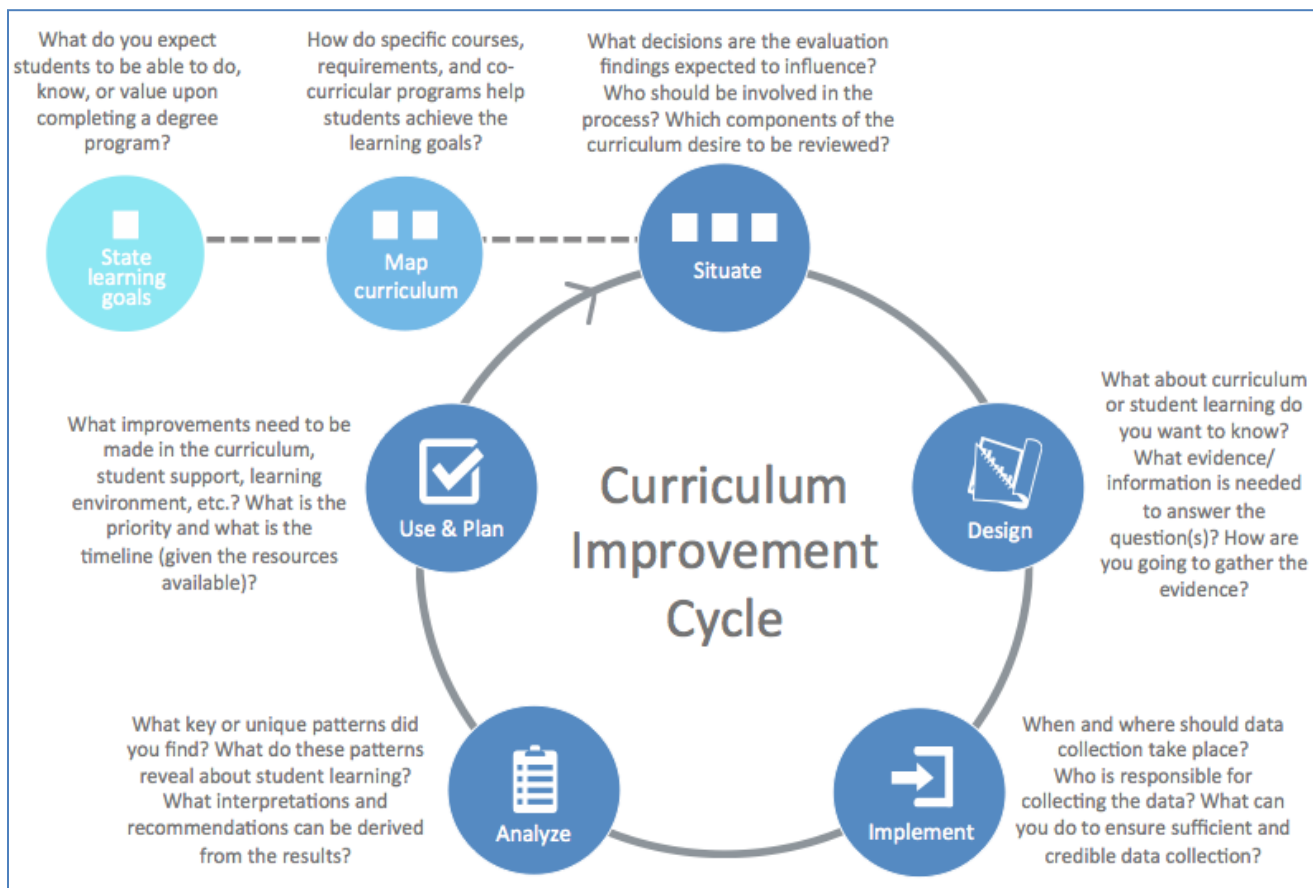 What do you expect
students to be able to do,
know, or value upon
completing a degree
program?
How do specific courses,
requirements, and co-
curricular programs help
students achieve the
learning goals?
What decisions are the evaluation
findings expected to influence?
Who should be involved in the
process? Which components of the
curriculum desire to be reviewed?
State
learning
goals
Map
curriculum
Situate
What about curriculum
or student learning do
you want to know?
What evidence/
information is needed
to answer the
question(s)? How are
you going to gather the
evidence?
Design
What improvements need to be
made in the curriculum,
student support, learning
environment, etc.? What is the
priority and what is the
timeline (given the resources
available)?
Use & Plan
Curriculum
Improvement
Cycle
What key or unique patterns did
you find? What do these patterns
reveal about student learning?
What interpretations and
recommendations can be derived
from the results?
Analyze
Implement
When and where should data
collection take place?
Who is responsible for
collecting the data? What can
you do to ensure sufficient and
credible data collection?